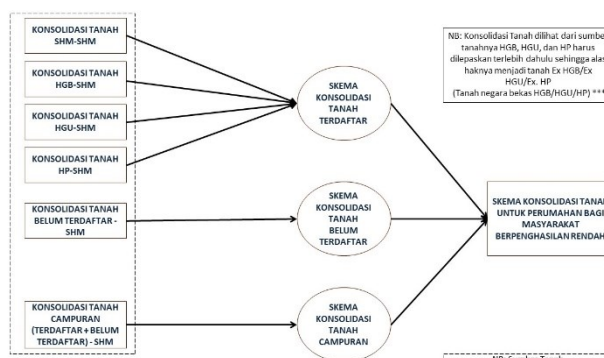 KONSOLIDASI TANAH
SHM-SHM
KONSOLIDASI TANAH
HGB-SHM
KONSOLIDASI TANAH
HGU-SHM
KONSOLIDASI TANAH
HP-SHM
KONSOLIDASI TANAH
BELUM TERDAFTAR -
SHM
KONSOLIDASI TANAH
CAMPURAN
(TERDAFTAR + BELUM
TERDAFTAR) - SHM
SKEMA
KONSOLIDASI
TANAH
TERDAFTAR
SKEMA
KONSOLIDASI
TANAH
BELUM
TERDAFTAR
SKEMA
KONSOLIDASI
TANAH
CAMPURAN
NB: Konsolidasi Tanah dilihat dari sumbe
tanahnya HGB, HGU, dan HP harus
dilepaskan terlebih dahulu sehingga alas
haknya menjadi tanah Ex HGB/Ex
HGU/Ex. HP
(Tanah negara bekas HGB/HGU/HP) ***
SKEMA KONSOLIDASI TANA
UNTUK PERUMAHAN BAGI
MASYARAKAT
BERPENGHASILAN RENDAH